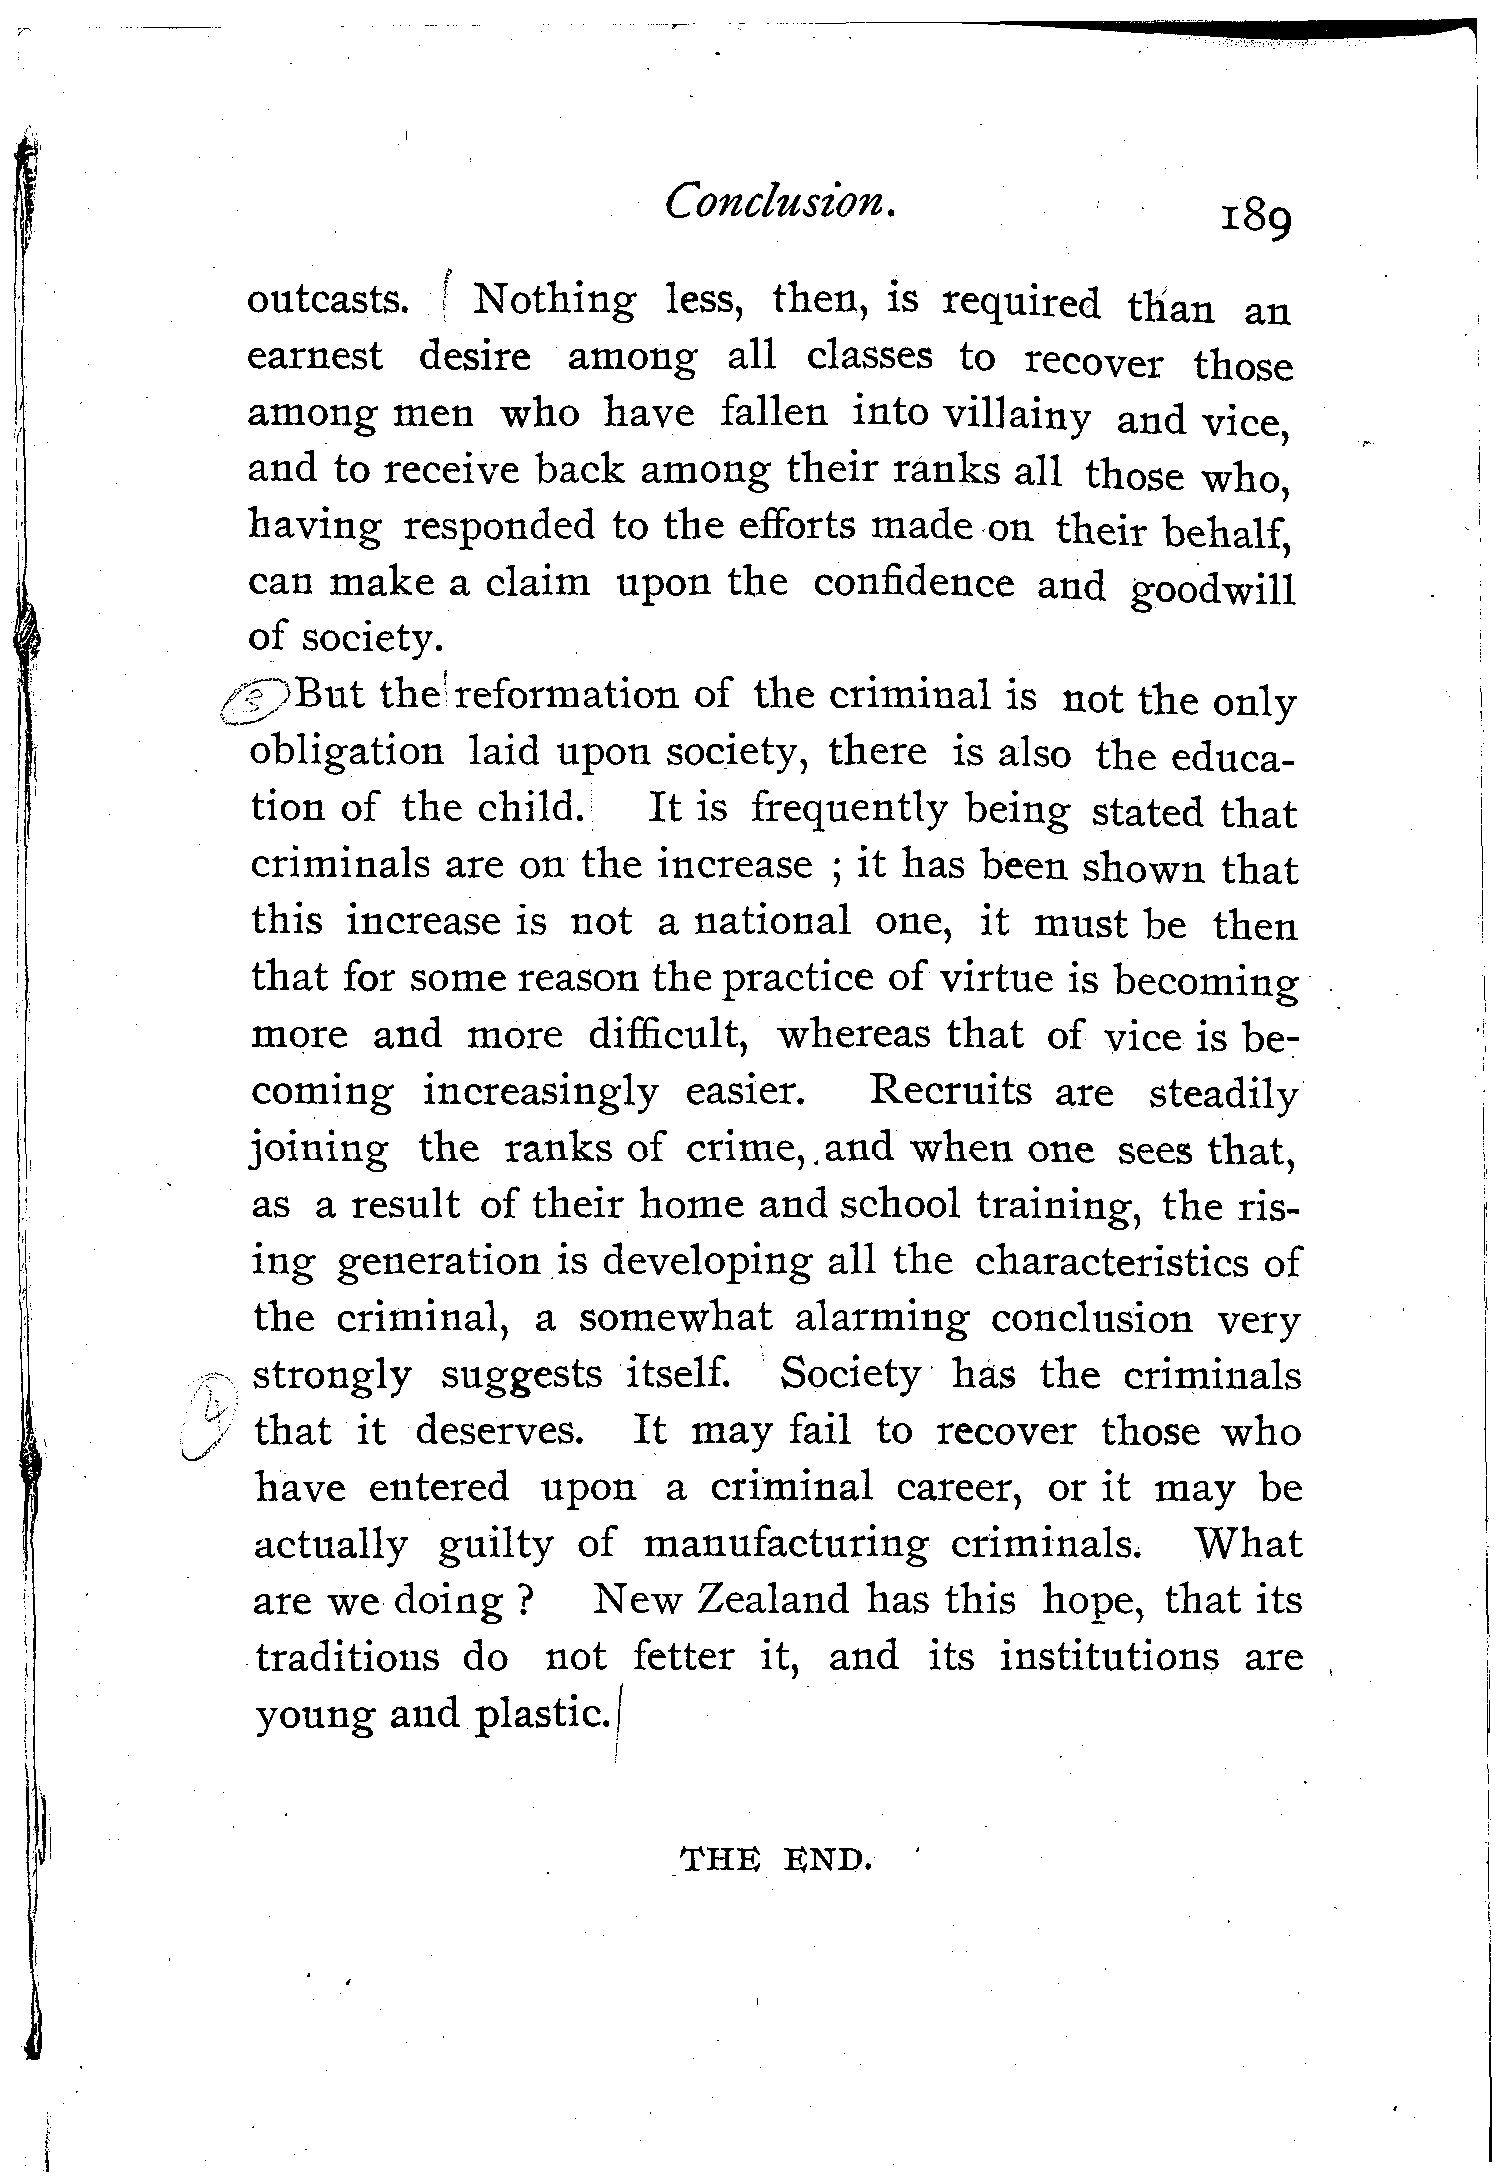 Conclusion. 189
outcasts. Nothing less, then, is required than an
earnest desire among all classes to recover those
among men who have fallen into villainy and vice,
and to receive back among their ranks all those who,
having responded to the efforts made on their behalf,
can make a claim upon the confidence and goodwill
of society.
But the reformation of the criminal is not the only
obligation laid upon society, there is also the educa-
tion of the child. It is frequently being stated that
criminals are on the increase ; it has been shown that
this increase is not a national one, it must be then
that for some reason the practice of virtue is becoming
more and more difficult, whereas that of vice is be-
coming increasingly easier. Recruits are steadily
joining the ranks of crime, and when one sees that,
as a result of their home and school training, the ris-
ing generation is developing all the characteristics of
the criminal, a somewhat alarming conclusion very
strongly suggests itself. Society has the criminals
that it deserves. It may fail to recover those who
have entered upon a criminal career, or it may be
actually guilty of manufacturing criminals. What
are we doing ? New Zealand has this hope, that its
traditions do not fetter it, and its institutions are
young and plastic.
THE END.